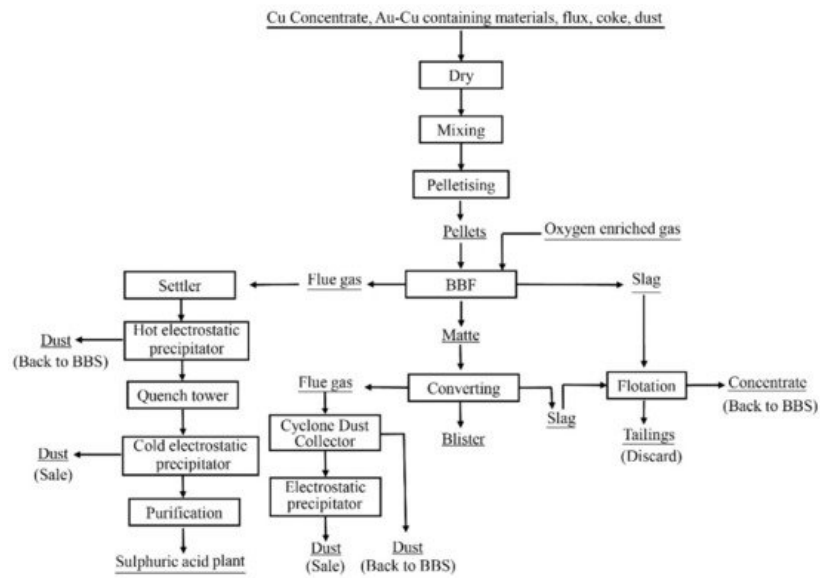 Cu Concentrate, Au-Cu containing materials, flux, coke, dust
Dry
Mixing
Pelletising
Pellets
Oxygen enriched gas
Settler
Flue gas
BBF
Slag
Dust
(Back to BBS)
Hot electrostatic
precipitator
Matte
Quench tower
Flue gas
Converting
Slag
Flotation
Concentrate
(Back to BBS)
Dust
(Sale)
Cold electrostatic
precipitator
Cyclone Dust
Collector
Blister
Tailings
(Discard)
Purification
Electrostatic
precipitator
Sulphuric acid plant
Dust
(Sale)
Dust
(Back to BBS)